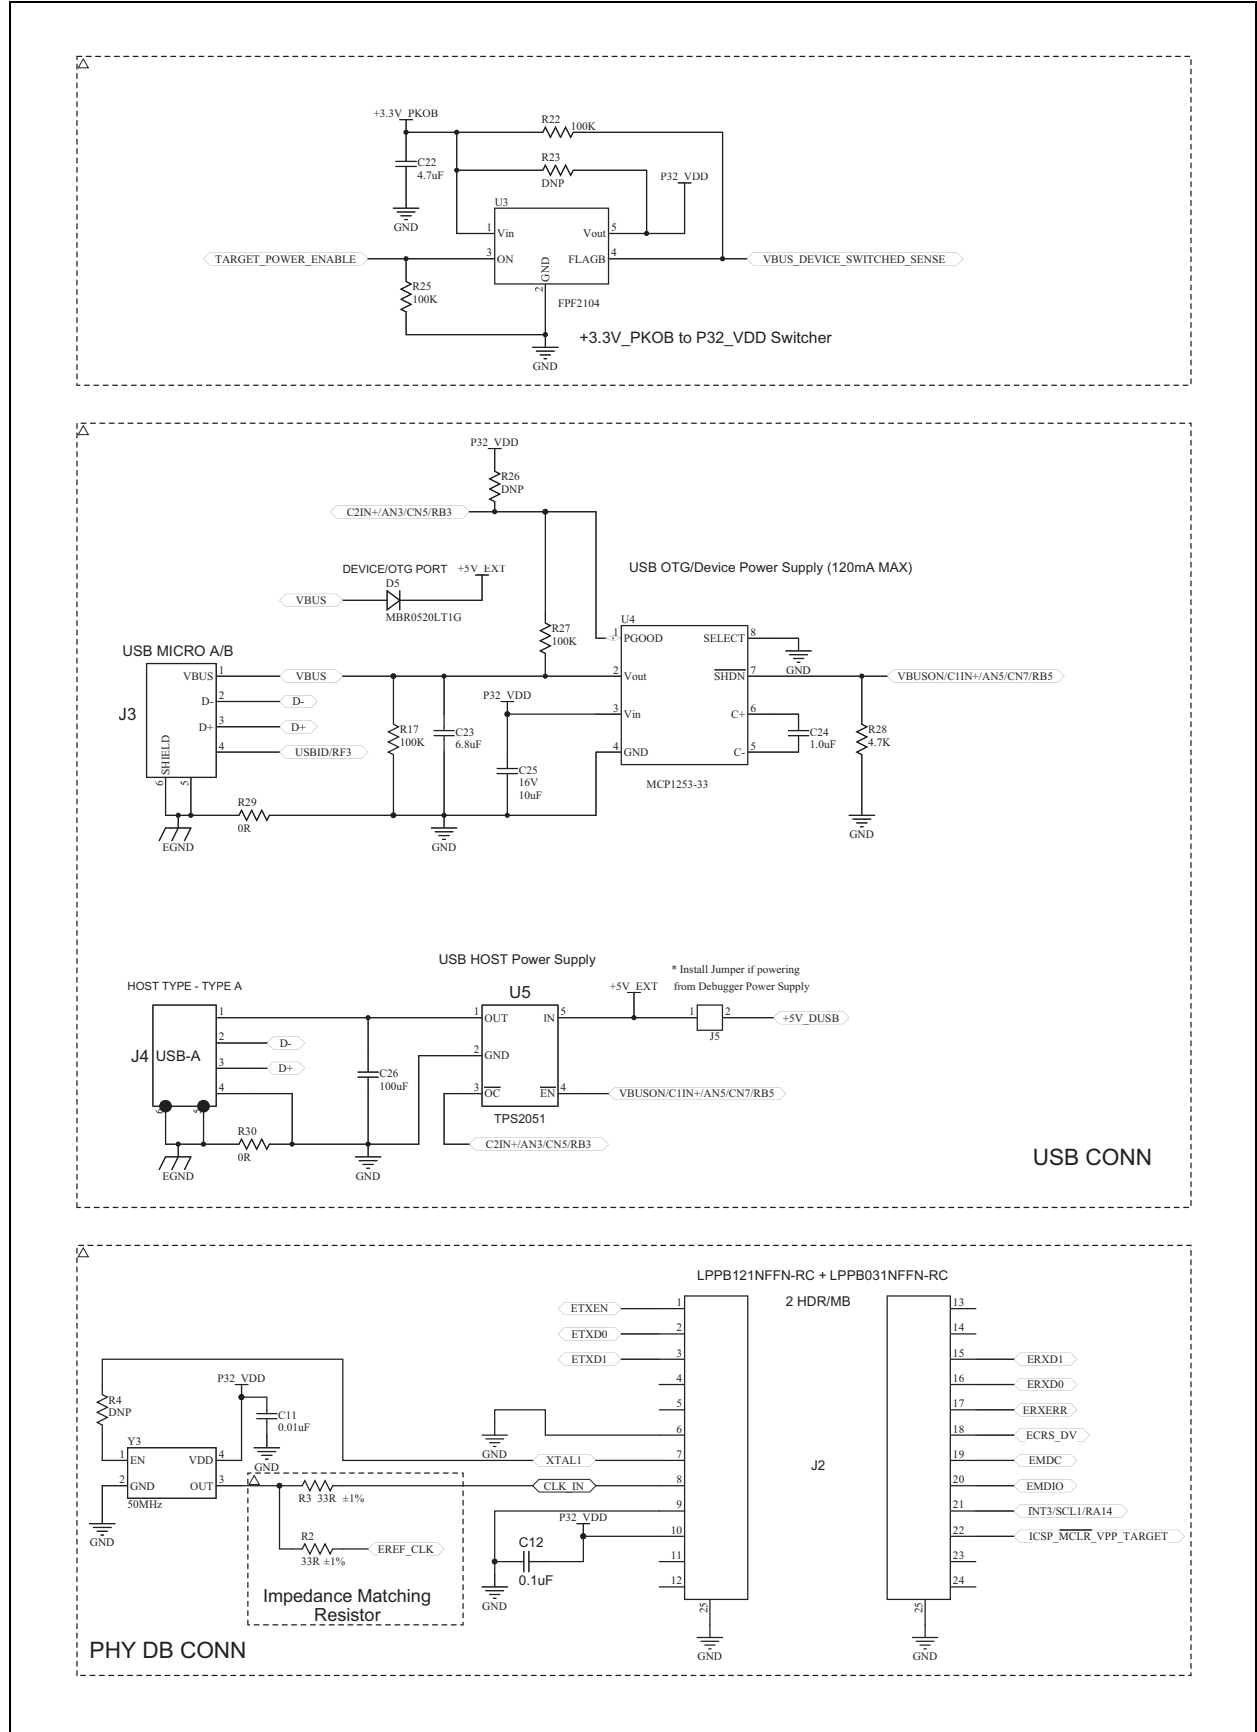 +3.3V_PKOB
R22
100K
C22
4.7uF
R23
DNP
P32_VDD
GND
U3
1
Vin
Vout
5
TARGET_POWER_ENABLE
3
ON
GND
FLAGB
4
VBUS_DEVICE_SWITCHED_SENSE
R25
100K
2
FPF2104
+3.3V_PKOB to P32_VDD Switcher
GND
P32_VDD
R26
DNP
C2IN+/AN3/CN5/RB3
DEVICE/OTG PORT
+5V_EXT
USB OTG/Device Power Supply (120mA MAX)
D5
VBUS
MBR0520LT1G
U4
R27
100K
1
PGOOD
SELECT
8
GND
USB MICRO A/B
VBUS
1
VBUS
2
Vout
SHDN
7
VBUSON/C1IN+/AN5/CN7/RB5
J3
D-
2
D-
P32_VDD
D+
3
D+
3
Vin
C+
6
R17
100K
C23
6.8uF
C24
1.0uF
R28
4.7K
4
USBID/RF3
4
GND
C-
5
SHIELD
C25
16V
10uF
6
5
MCP1253-33
R29
0R
EGND
GND
GND
USB HOST Power Supply
* Install Jumper if powering
from Debugger Power Supply
HOST TYPE - TYPE A
U5
+5V_EXT
1
1
OUT
IN
5
1
2
+5V_DUSB
J5
2
D-
J4
USB-A
2
GND
3
D+
C26
100uF
4
3
OC
EN
4
VBUSON/C1IN+/AN5/CN7/RB5
6
5
TPS2051
R30
0R
C2IN+/AN3/CN5/RB3
EGND
GND
USB CONN
LPPB121NFFN-RC + LPPB031NFFN-RC
2 HDR/MB
ETXEN
1
13
ETXD0
2
14
ETXD1
3
15
ERXD1
P32_VDD
4
16
ERXD0
R4
DNP
C11
0.01uF
5
17
ERXERR
6
18
ECRS_DV
Y3
GND
1
EN
VDD
4
GND
XTAL1
7
J2
19
EMDC
2
GND
OUT
3
CLK_IN
8
20
EMDIO
50MHz
R3 33R ±1%
9
21
INT3/SCL1/RA14
GND
P32_VDD
R2
33R ±1%
EREF_CLK
C12
0.1uF
10
22
ICSP_MCLR_VPP_TARGET
11
23
12
24
Impedance Matching
Resistor
GND
25
25
PHY DB CONN
GND
GND